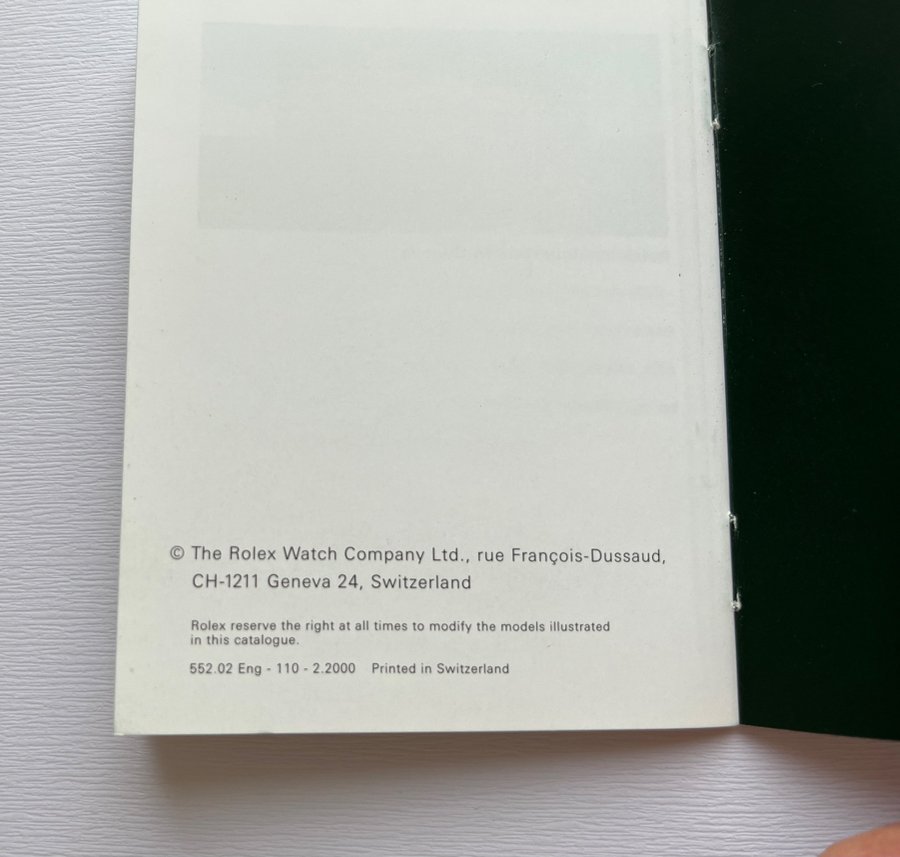 © The Rolex Watch Company Ltd., rue François-Dussaud,
CH-1211 Geneva 24, Switzerland
Rolex reserve the right at all times to modify the models illustrated
in this catalogue.
552.02 Eng - 110 - 2.2000 Printed in Switzerland